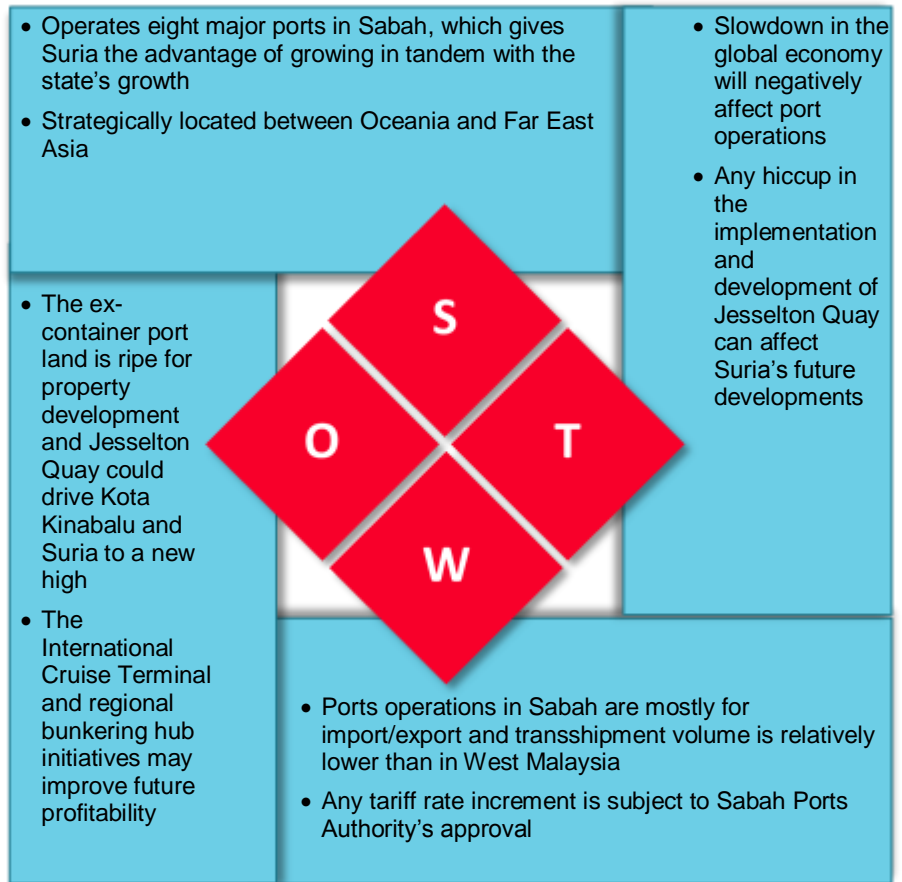 • Operates eight major ports in Sabah, which gives
Suria the advantage of growing in tandem with the
state's growth
• Strategically located between Oceania and Far East
Asia
• Slowdown in the
global economy
will negatively
affect port
operations
• Any hiccup in
the
implementation
and
development of
Jesselton Quay
can affect
Suria's future
developments
• The ex-
container port
land is ripe for
property
development
and Jesselton
Quay could
drive Kota
Kinabalu and
Suria to a new
high
• The
International
Cruise Terminal
and regional
bunkering hub
initiatives may
improve future
profitability
S
O
T
W
• Ports operations in Sabah are mostly for
import/export and transshipment volume is relatively
lower than in West Malaysia
• Any tariff rate increment is subject to Sabah Ports
Authority's approval